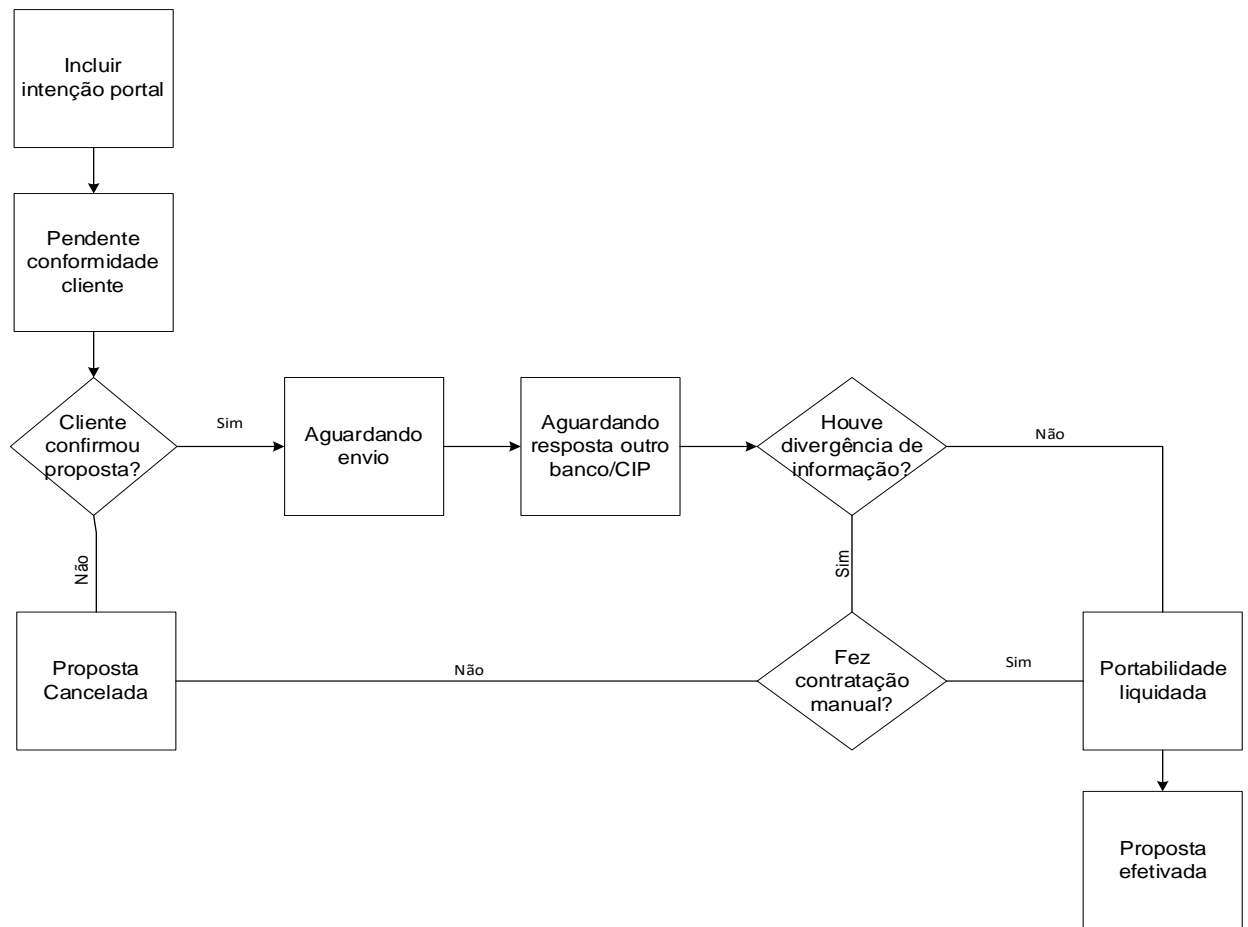 Incluir
intenção portal
Pendente
conformidade
cliente
Cliente
confirmou
proposta?
Sim
Aguardando
envio
Aguardando
resposta outro
banco/CIP
Houve
divergência de
informação?
Não
Não
Sim
Proposta
Cancelada
Não
Fez
contratação
manual?
Sim
Portabilidade
liquidada
Proposta
efetivada